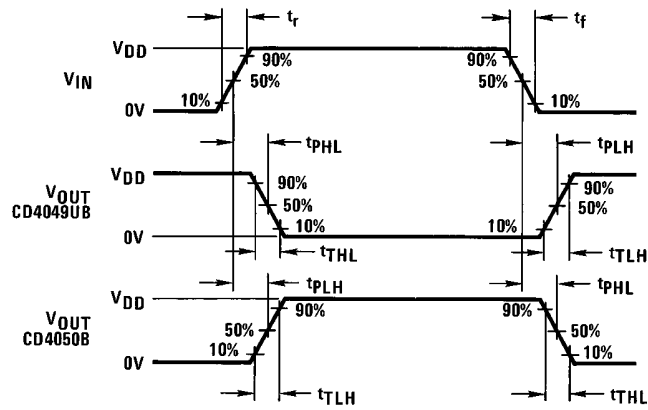 tr
tf
VDD
90%
90%
VIN
50%
50%
10%
10%
0V
tPHL
tPLH
VDD
VOUT
CD4049UB
90%
90%
50%
50%
10%
10%
0V
tTHL
tTLH
tPLH
tPHL
VDD
VOUT
CD4050B
90%
90%
50%
50%
10%
10%
0V
tTLH
tTHL